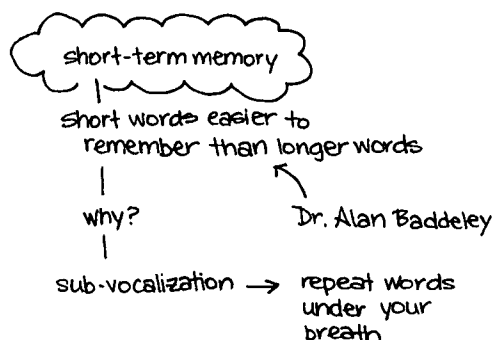 short-term memory
short words easier to
remember than longer words
why?
Dr. Alan Baddeley
sub-vocalization → repeat words
under your
breath